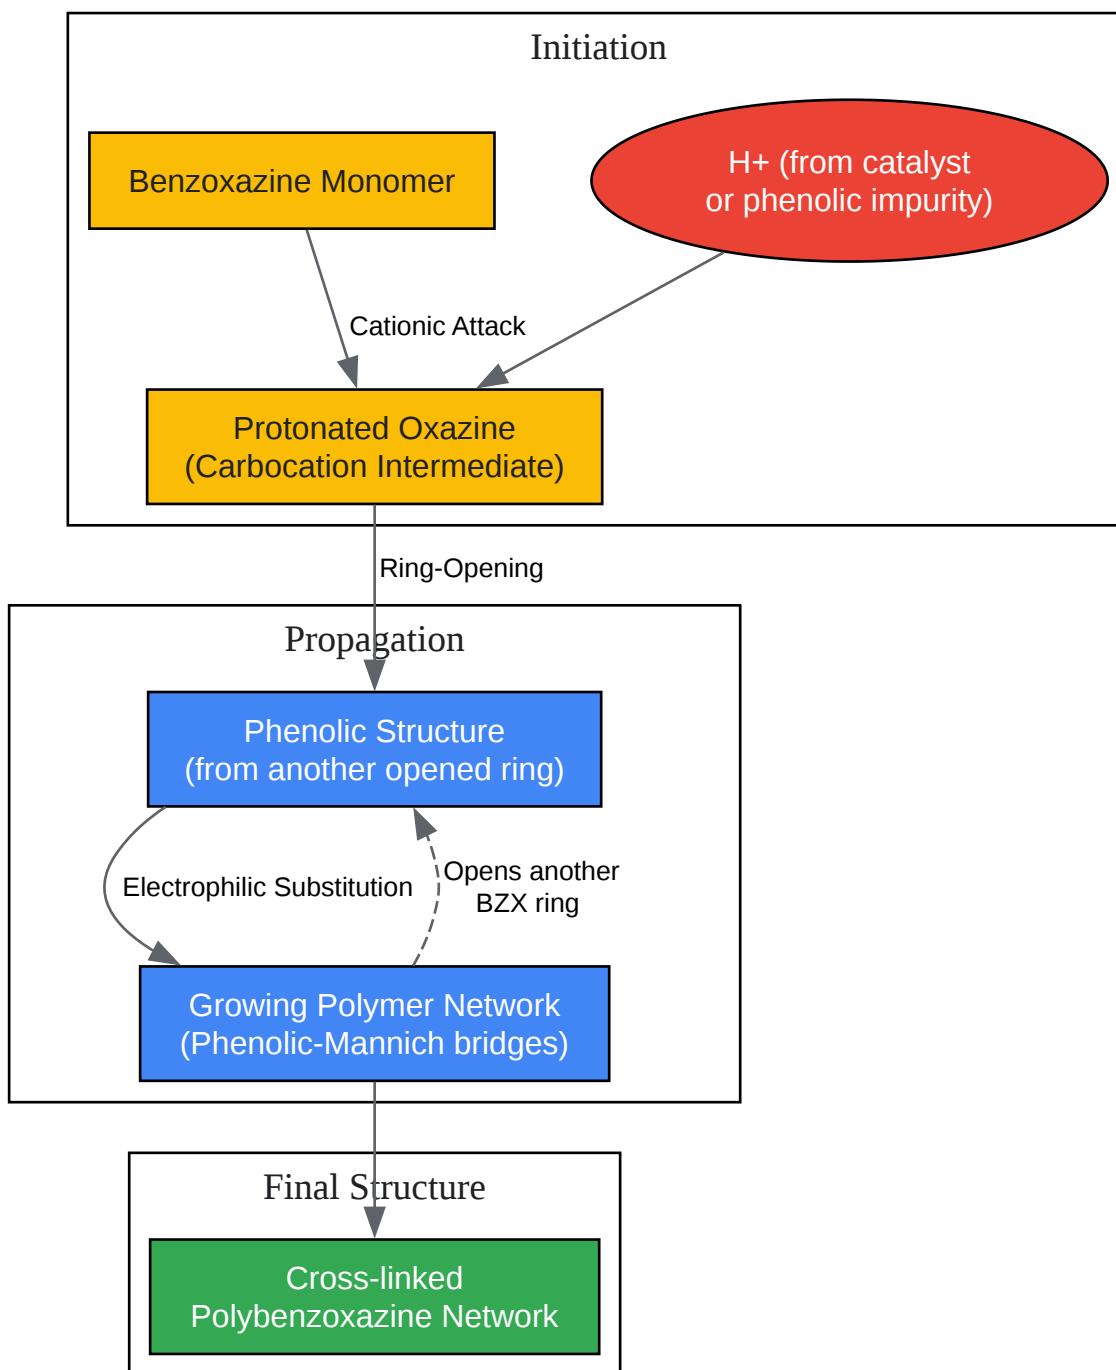 Initiation
Benzoxazine Monomer
H+ (from catalyst
or phenolic impurity)
Cationic Attack
Protonated Oxazine
(Carbocation Intermediate)
Ring-Opening
Propagation
Phenolic Structure
(from another opened ring)
Electrophilic Substitution
Opens another
BZX ring
Growing Polymer Network
(Phenolic-Mannich bridges)
Final Structure
Cross-linked
Polybenzoxazine Network